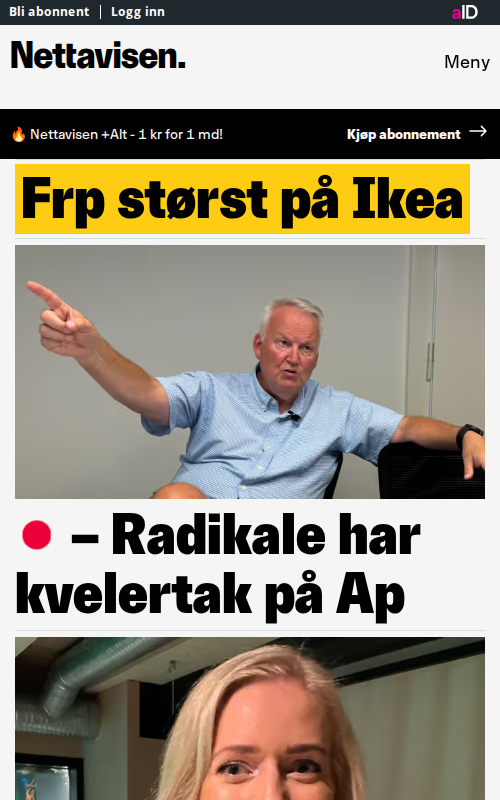 Bli abonnent | Logg inn
aID
Nettavisen.
Meny
🔥 Nettavisen +Alt - 1 kr for 1 md!
Kjøp abonnement →
Frp størst på Ikea
– Radikale har
kvelertak på Ap